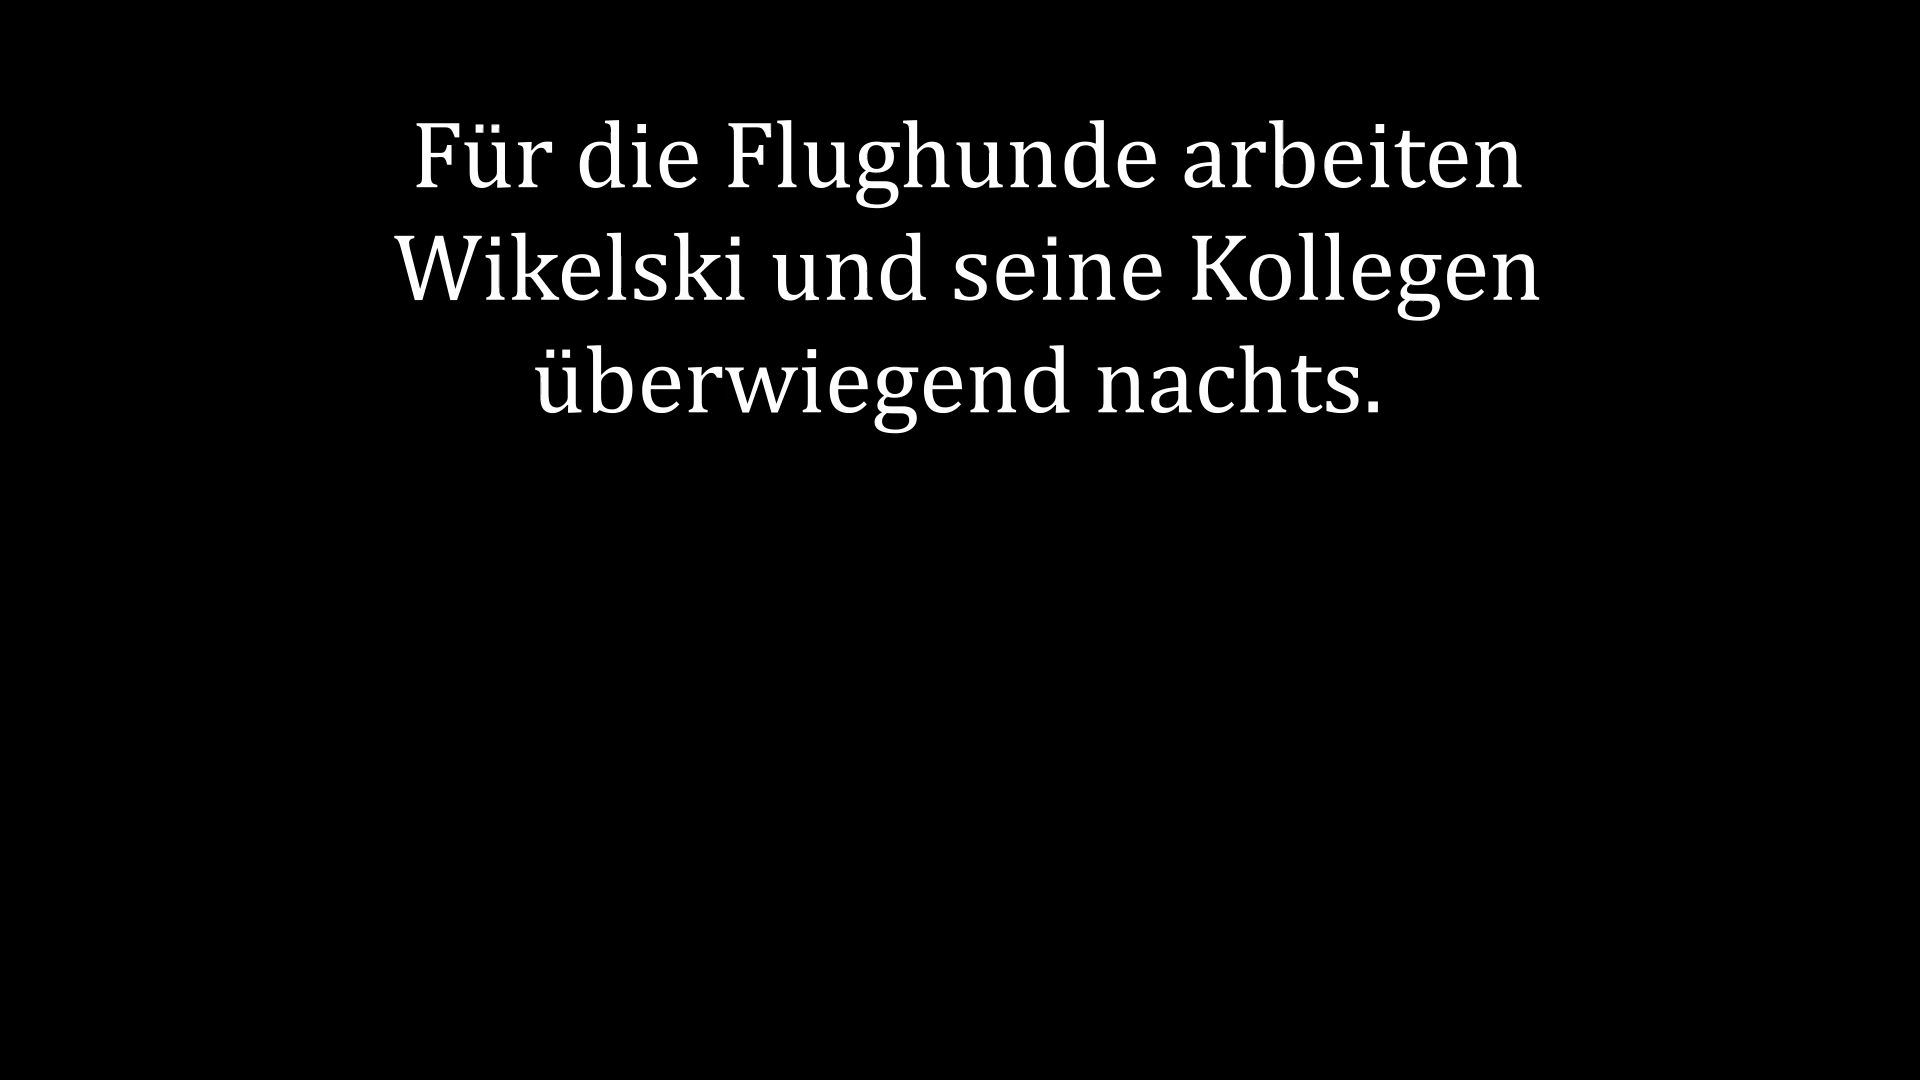 Für die Flughunde arbeiten
Wikelski und seine Kollegen
überwiegend nachts.